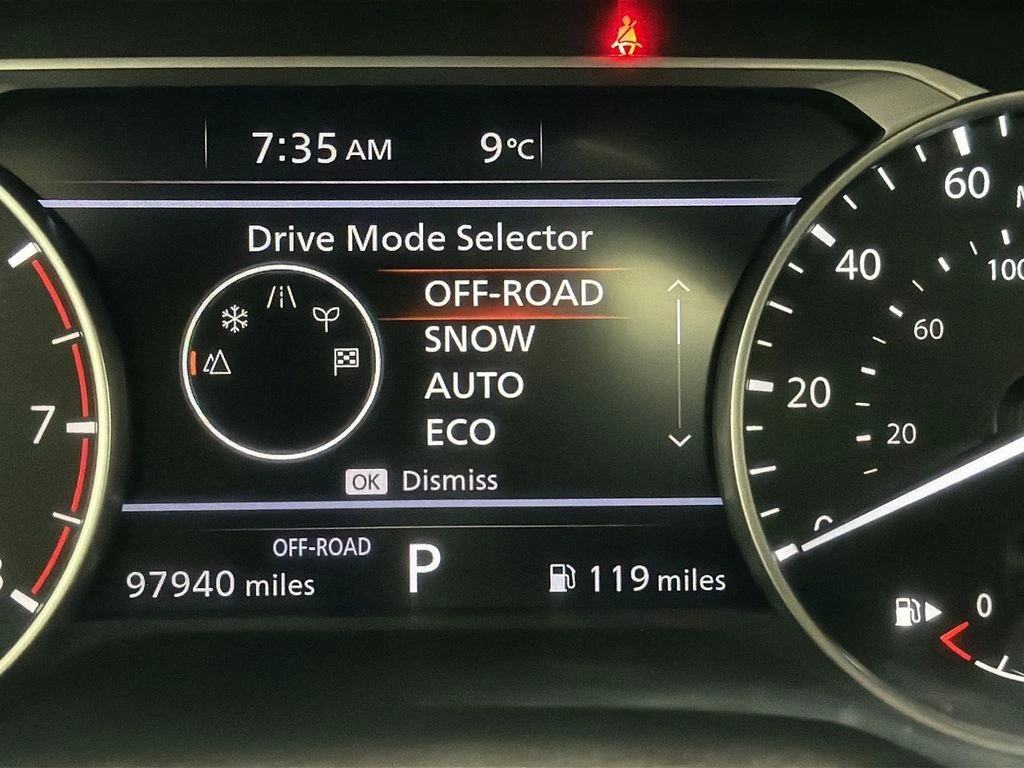 7:35 AM 9°C
Drive Mode Selector
OFF-ROAD
SNOW
AUTO
ECO
OK Dismiss
OFF-ROAD
97940 miles P 119 miles
7
60
40
20
0
100
60
20
0